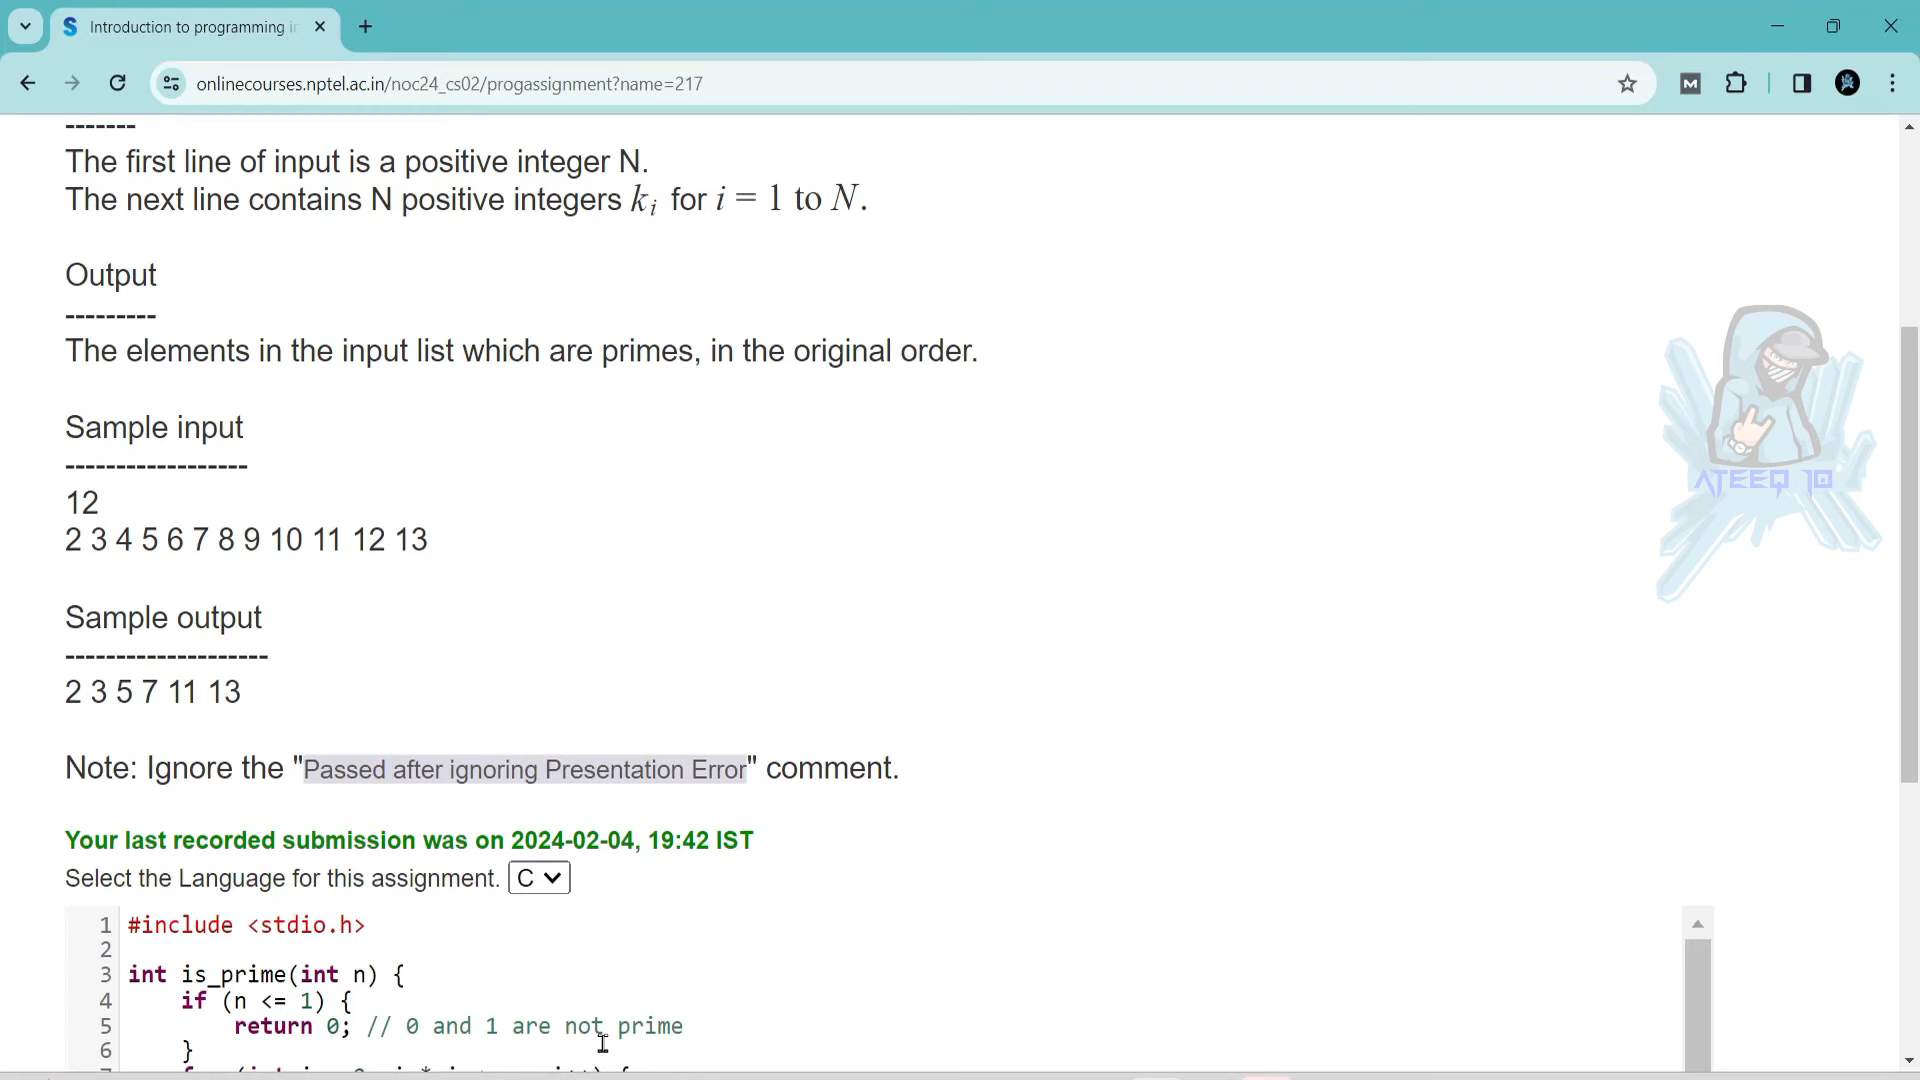 Introduction to programming i
onlinecourses.nptel.ac.in/noc24_cs02/progassignment?name=217
-------
The first line of input is a positive integer N.
The next line contains N positive integers kᵢ for i = 1 to N.
Output
---------
The elements in the input list which are primes, in the original order.
Sample input
------------------
12
2 3 4 5 6 7 8 9 10 11 12 13
Sample output
--------------------
2 3 5 7 11 13
Note: Ignore the "Passed after ignoring Presentation Error" comment.
Your last recorded submission was on 2024-02-04, 19:42 IST
Select the Language for this assignment. C
1 #include <stdio.h>
2
3 int is_prime(int n) {
4 if (n <= 1) {
5 return 0; // 0 and 1 are not prime
6 }
ATEEQ 10